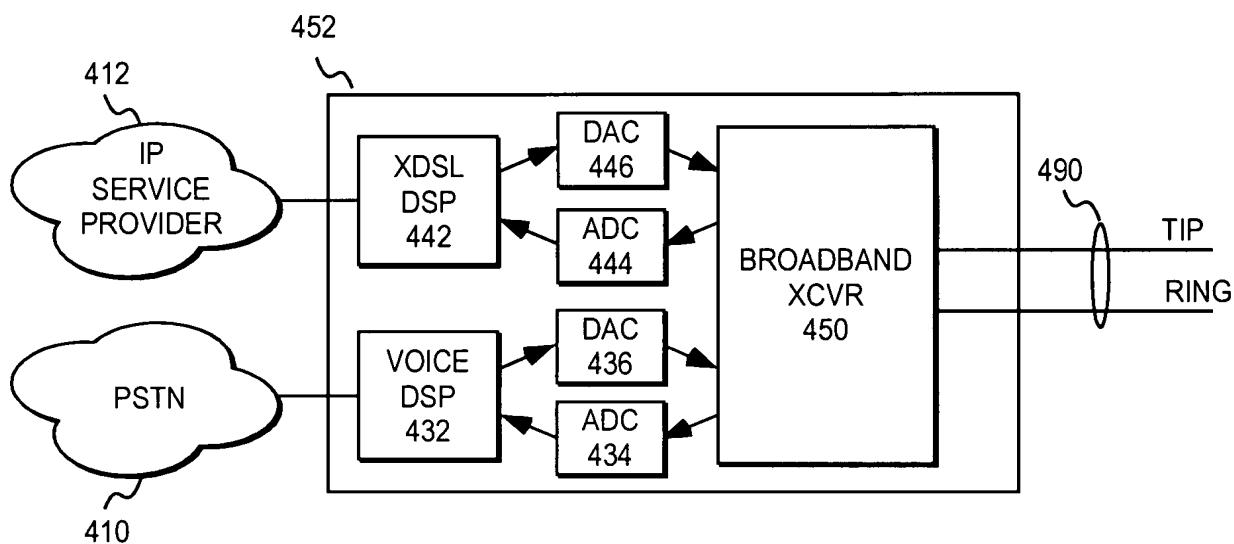 452
412
IP
SERVICE
PROVIDER
XDSL
DSP
442
DAC
446
ADC
444
BROADBAND
XCVR
450
490
TIP
RING
PSTN
410
VOICE
DSP
432
DAC
436
ADC
434